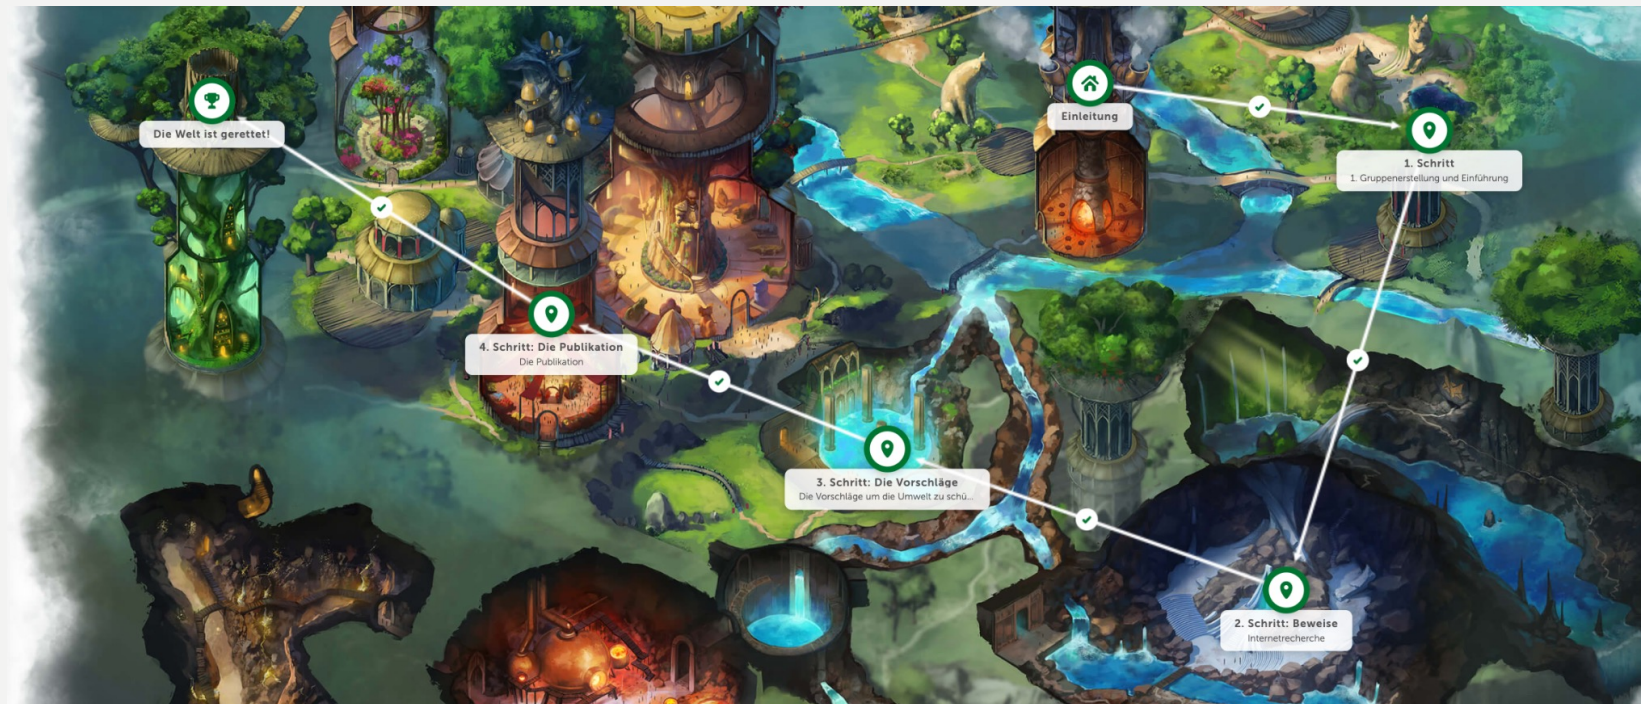 Die Welt ist gerettet!
Einleitung
1. Schritt
1. Gruppenerstellung und Einführung
4. Schritt: Die Publikation
Die Publikation
3. Schritt: Die Vorschläge
Die Vorschläge um die Umwelt zu schü...
2. Schritt: Beweise
Internetrecherche